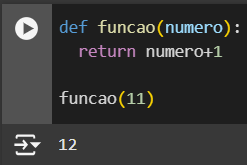 def funcao(numero):
  return numero+1

funcao(11)
12